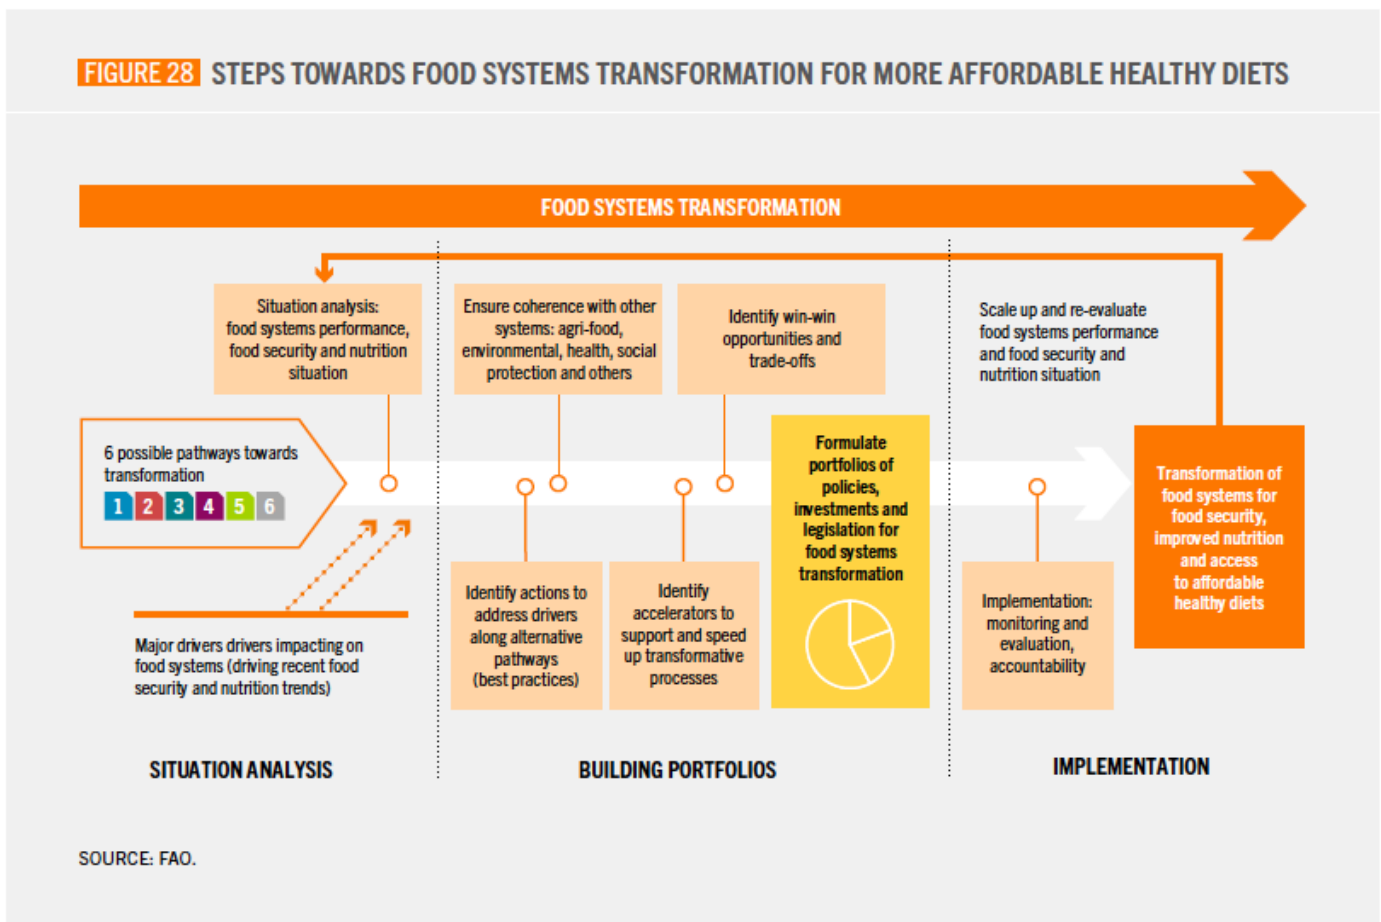 FIGURE 28 STEPS TOWARDS FOOD SYSTEMS TRANSFORMATION FOR MORE AFFORDABLE HEALTHY DIETS
FOOD SYSTEMS TRANSFORMATION
Situation analysis:
food systems performance,
food security and nutrition
situation
Ensure coherence with other
systems: agri-food,
environmental, health, social
protection and others
Identify win-win
opportunities and
trade-offs
Scale up and re-evaluate
food systems performance
and food security and
nutrition situation
6 possible pathways towards
transformation
1 2 3 4 5 6
Formulate
portfolios of
policies,
investments and
legislation for
food systems
transformation
Transformation of
food systems for
food security,
improved nutrition
and access
to affordable
healthy diets
Major drivers drivers impacting on
food systems (driving recent food
security and nutrition trends)
Identify actions to
address drivers
along alternative
pathways
(best practices)
Identify
accelerators to
support and speed
up transformative
processes
Implementation:
monitoring and
evaluation,
accountability
SITUATION ANALYSIS
BUILDING PORTFOLIOS
IMPLEMENTATION
SOURCE: FAO.